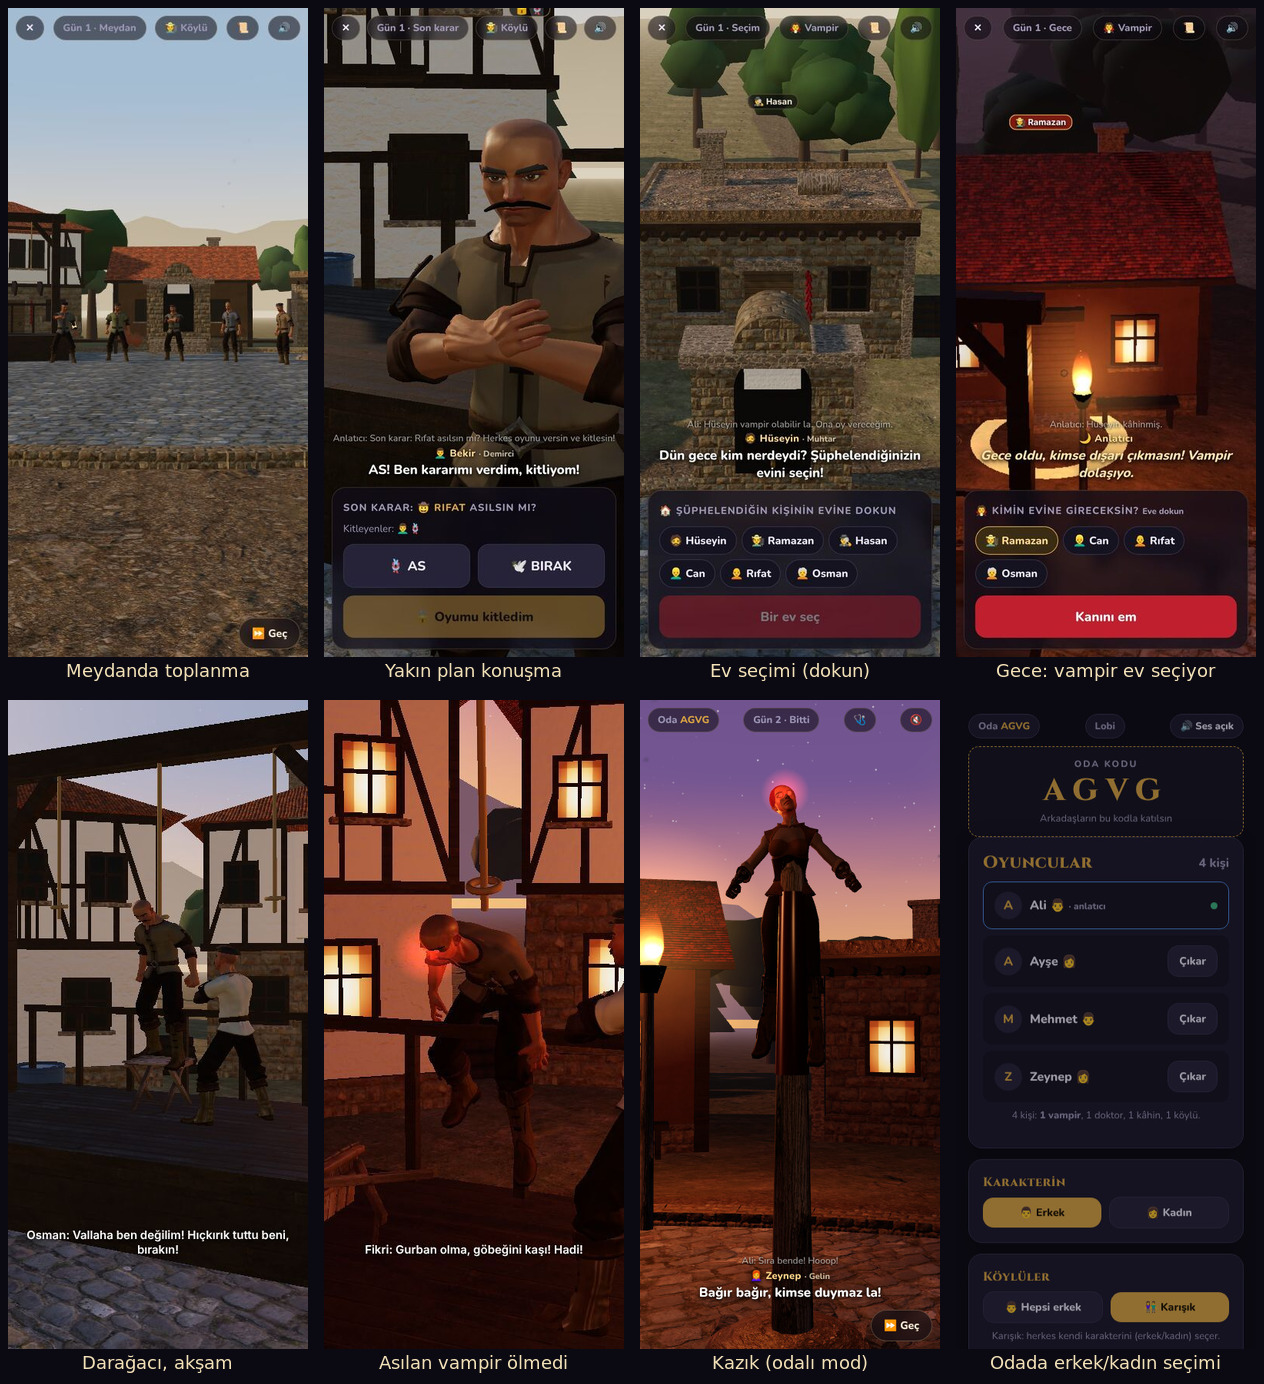 ✕ Gün 1 · Meydan Köylü
✕ Gün 1 · Son karar Köylü
✕ Gün 1 · Seçim Vampir
✕ Gün 1 · Gece Vampir
Hasan
Ramazan
Geç
Anlatıcı: Son karar: Rıfat asılsın mı? Herkes oyunu versin ve kitlesin!
Bekir · Demirci
AS! Ben kararımı verdim, kitliyom!
SON KARAR: RIFAT ASILSIN MI?
Kitleyenler:
AS BIRAK
Oyumu kitledim
Ali: Hüseyin vampir olabilir la. Ona oy vereceğim.
Hüseyin · Muhtar
Dün gece kim nerdeydi? Şüphelendiğinizin
evini seçin!
ŞÜPHELENDİĞİN KİŞİNİN EVİNE DOKUN
Hüseyin Ramazan Hasan
Can Rıfat Osman
Bir ev seç
Anlatıcı: Hüseyin kâhinmiş.
Anlatıcı
Gece oldu, kimse dışarı çıkmasın! Vampir
dolaşıyo.
KİMİN EVİNE GİRECEKSİN? Eve dokun
Ramazan Can Rıfat
Osman
Kanını em
Meydanda toplanma
Yakın plan konuşma
Ev seçimi (dokun)
Gece: vampir ev seçiyor
Osman: Vallaha ben değilim! Hıçkırık tuttu beni,
bırakın!
Fikri: Gurban olma, göbeğini kaşı! Hadi!
Oda AGVG Gün 2 · Bitti
Ali: Sıra bende! Hooop!
Zeynep · Gelin
Bağır bağır, kimse duymaz la!
Geç
Oda AGVG Lobi Ses açık
ODA KODU
AGVG
Arkadaşların bu kodla katılsın
OYUNCULAR 4 kişi
A Ali · anlatıcı
A Ayşe Çıkar
M Mehmet Çıkar
Z Zeynep Çıkar
4 kişi: 1 vampir, 1 doktor, 1 kâhin, 1 köylü.
KARAKTERİN
Erkek Kadın
KÖYLÜLER
Hepsi erkek Karışık
Karışık: herkes kendi karakterini (erkek/kadın) seçer.
Darağacı, akşam
Asılan vampir ölmedi
Kazık (odalı mod)
Odada erkek/kadın seçimi